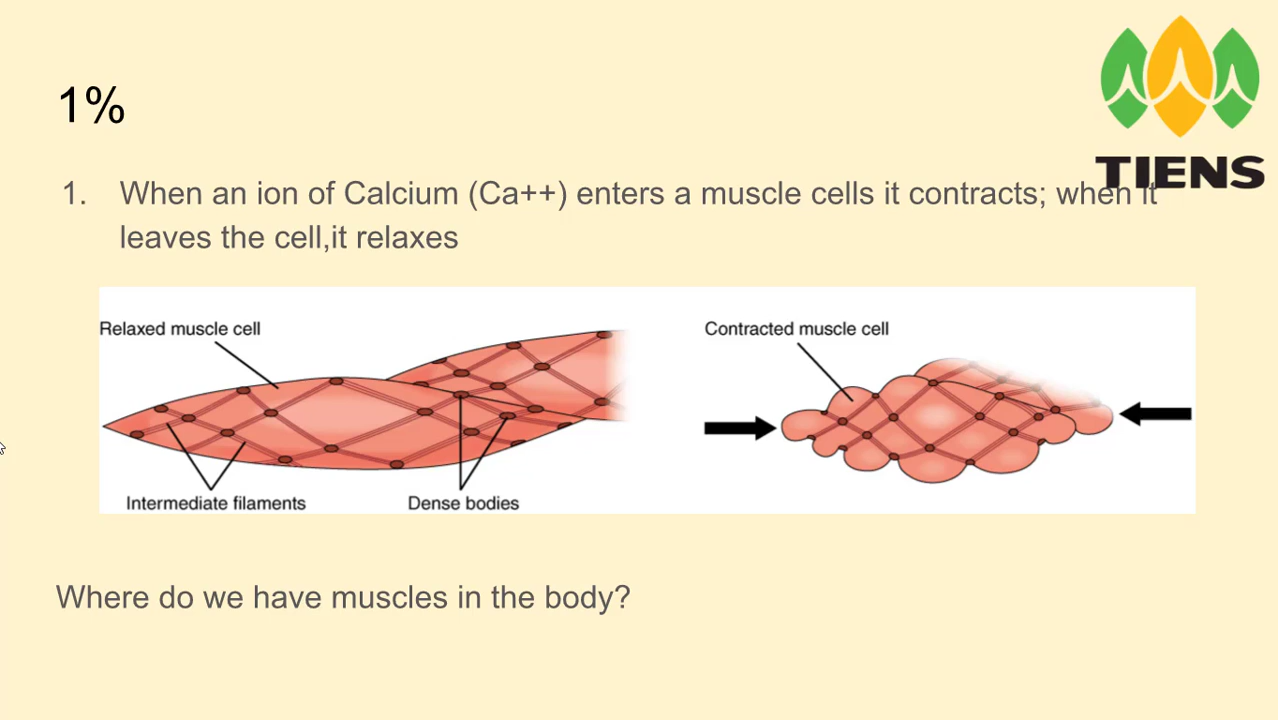 1%
TIENS
1. When an ion of Calcium (Ca++) enters a muscle cells it contracts; when it
leaves the cell,it relaxes
Relaxed muscle cell
Contracted muscle cell
Intermediate filaments
Dense bodies
Where do we have muscles in the body?